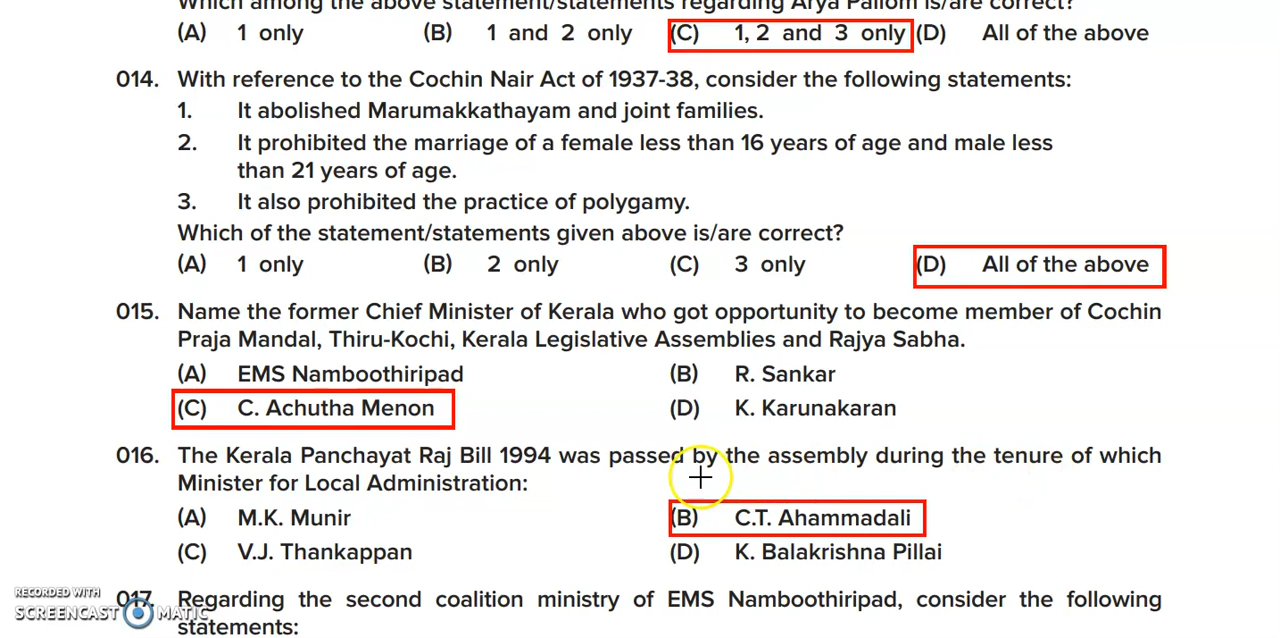 Which among the above statement/statements regarding Arya Pallom is/are correct?
(A) 1 only (B) 1 and 2 only (C) 1, 2 and 3 only (D) All of the above
014. With reference to the Cochin Nair Act of 1937-38, consider the following statements:
1. It abolished Marumakkathayam and joint families.
2. It prohibited the marriage of a female less than 16 years of age and male less
than 21 years of age.
3. It also prohibited the practice of polygamy.
Which of the statement/statements given above is/are correct?
(A) 1 only (B) 2 only (C) 3 only (D) All of the above
015. Name the former Chief Minister of Kerala who got opportunity to become member of Cochin
Praja Mandal, Thiru-Kochi, Kerala Legislative Assemblies and Rajya Sabha.
(A) EMS Namboothiripad (B) R. Sankar
(C) C. Achutha Menon (D) K. Karunakaran
016. The Kerala Panchayat Raj Bill 1994 was passed by the assembly during the tenure of which
Minister for Local Administration:
(A) M.K. Munir (B) C.T. Ahammadali
(C) V.J. Thankappan (D) K. Balakrishna Pillai
017. Regarding the second coalition ministry of EMS Namboothiripad, consider the following
statements:
RECORDED WITH
SCREENCAST MATIC